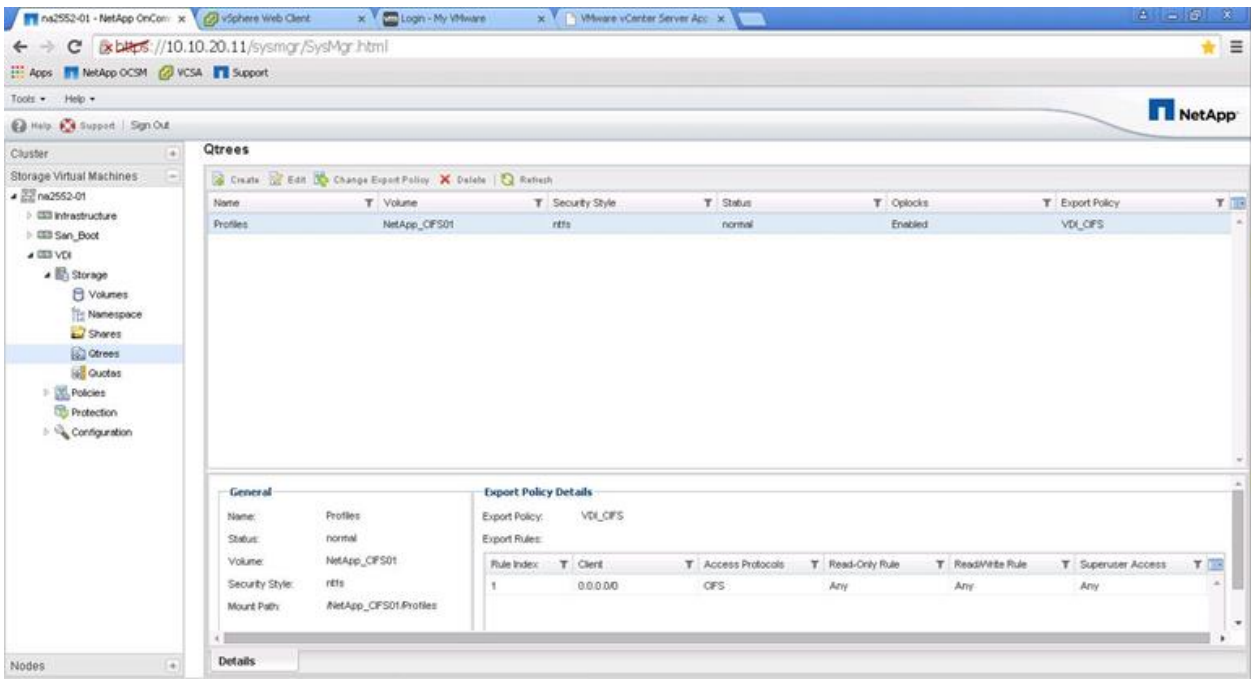 na2552-01 - NetApp OnCom x vSphere Web Client x Login - My VMware x VMware vCenter Server App x
https://10.10.20.11/sysmgr/SysMgr.html
Apps NetApp OCSM VCSA Support
Tools Help
NetApp
Help Support | Sign Out
Cluster
Qtrees
Storage Virtual Machines
Create Edit Change Export Policy Delete Refresh
na2552-01
Name Volume Security Style Status Oplocks Export Policy
Infrastructure
Profiles NetApp_CIFS01 ntfs normal Enabled VDI_CIFS
San_Boot
VDI
Storage
Volumes
Namespace
Shares
Qtrees
Quotas
Policies
Protection
Configuration
General
Name: Profiles
Status: normal
Volume: NetApp_CIFS01
Security Style: ntfs
Mount Path: /NetApp_CIFS01/Profiles
Export Policy Details
Export Policy: VDI_CIFS
Export Rules:
Rule Index Client Access Protocols Read-Only Rule Read/Write Rule Superuser Access
1 0.0.0.0/0 CIFS Any Any Any
Nodes
Details